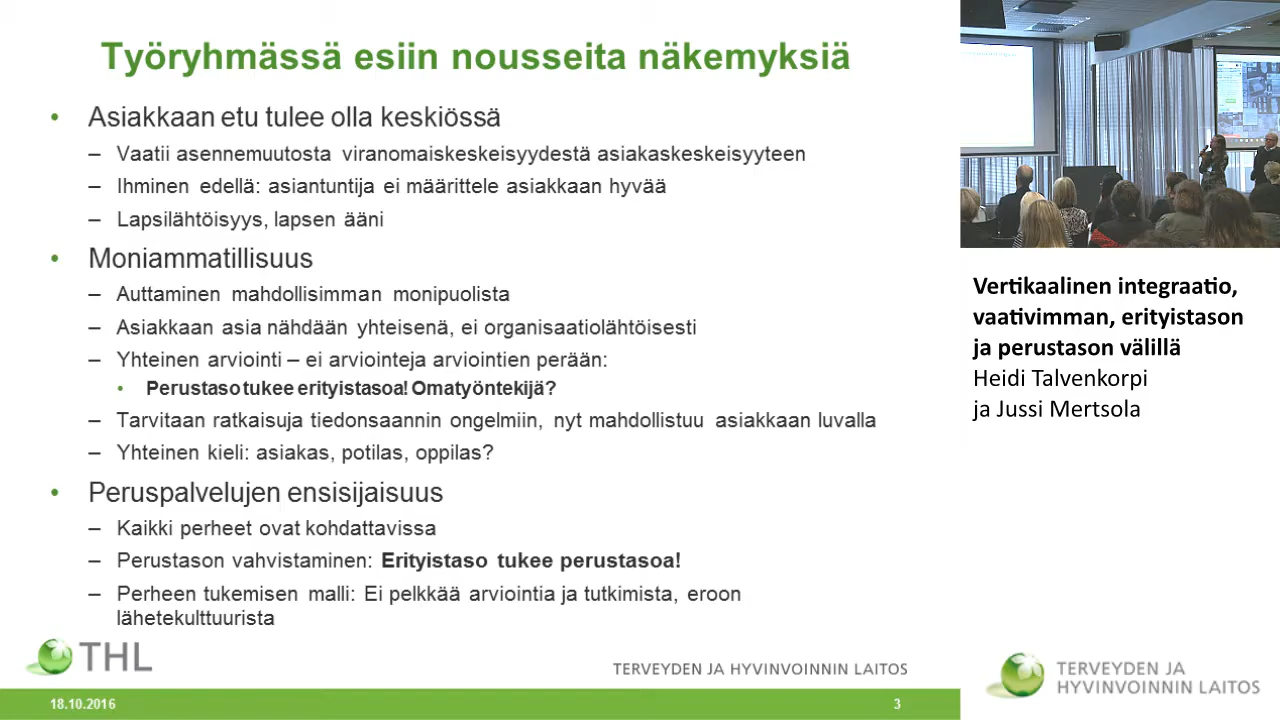 Työryhmässä esiin nousseita näkemyksiä
• Asiakkaan etu tulee olla keskiössä
– Vaatii asennemuutosta viranomaiskeskeisyydestä asiakaskeskeisyyteen
– Ihminen edellä: asiantuntija ei määrittele asiakkaan hyvää
– Lapsilähtöisyys, lapsen ääni
• Moniammatillisuus
– Auttaminen mahdollisimman monipuolista
– Asiakkaan asia nähdään yhteisenä, ei organisaatiolähtöisesti
– Yhteinen arviointi – ei arviointeja arviointien perään:
• Perustaso tukee erityistasoa! Omatyöntekijä?
– Tarvitaan ratkaisuja tiedonsaannin ongelmiin, nyt mahdollistuu asiakkaan luvalla
– Yhteinen kieli: asiakas, potilas, oppilas?
• Peruspalvelujen ensisijaisuus
– Kaikki perheet ovat kohdattavissa
– Perustason vahvistaminen: Erityistaso tukee perustasoa!
– Perheen tukemisen malli: Ei pelkkää arviointia ja tutkimista, eroon
lähetekulttuurista
THL
TERVEYDEN JA HYVINVOINNIN LAITOS
18.10.2016
3
Vertikaalinen integraatio,
vaativimman, erityistason
ja perustason välillä
Heidi Talvenkorpi
ja Jussi Mertsola
TERVEYDEN JA
HYVINVOINNIN LAITOS